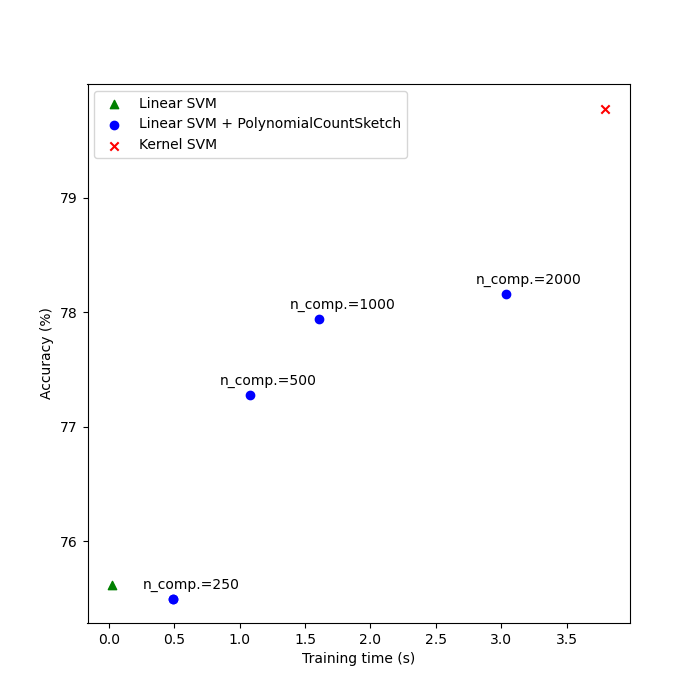 Linear SVM
Linear SVM + PolynomialCountSketch
Kernel SVM
79
n_comp.=2000
n_comp.=1000
78
n_comp.=500
77
76
n_comp.=250
Accuracy (%)
0.0 0.5 1.0 1.5 2.0 2.5 3.0 3.5
Training time (s)